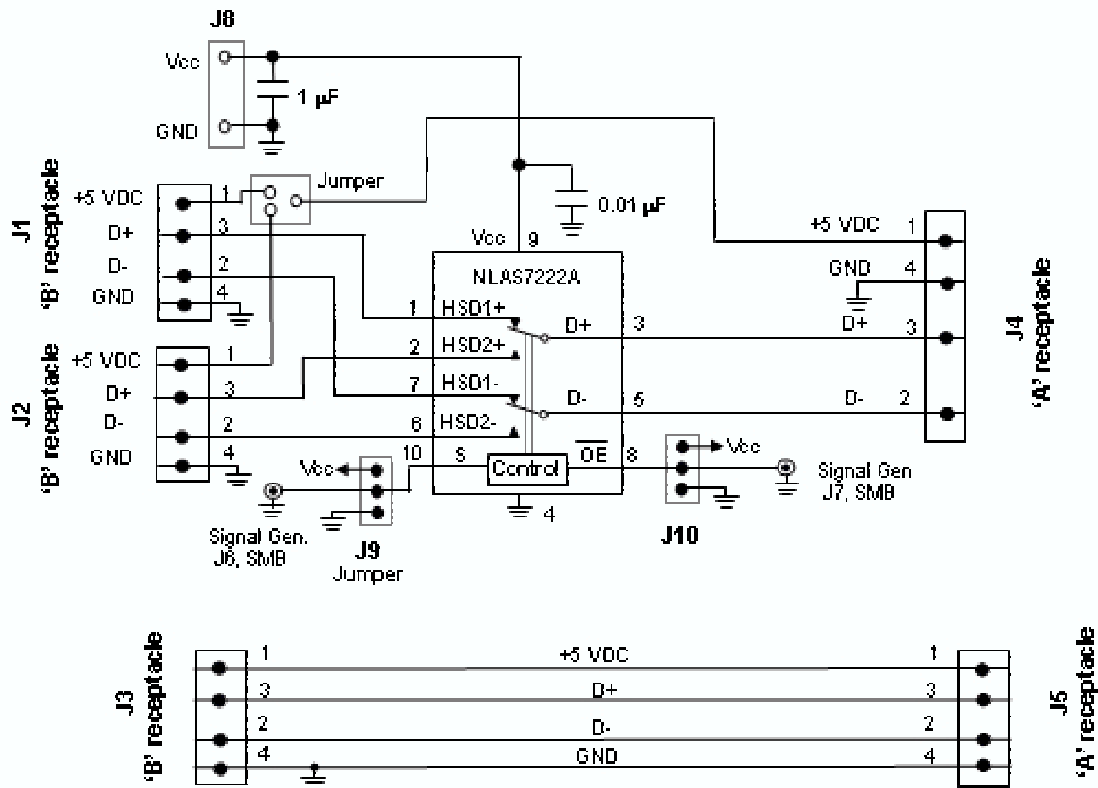 J8
Vcc
1 µF
GND
J1
'B' receptacle
+5 VDC
1
D+
3
D-
2
GND
4
Jumper
0.01 µF
Vcc 9
NLAS7222A
1 HSD1+
2 HSD2+
7 HSD1-
6 HSD2-
10 S
Control
OE 8
D+ 3
D- 5
4
+5 VDC 1
GND 4
D+ 3
D- 2
J4
'A' receptacle
J2
'B' receptacle
+5 VDC
1
D+
3
D-
2
GND
4
Vcc
Signal Gen.
J6, SMB
J9
Jumper
Vcc
J10
Signal Gen
J7, SMB
J3
'B' receptacle
1 +5 VDC 1
3 D+ 3
2 D- 2
4 GND 4
J5
'A' receptacle